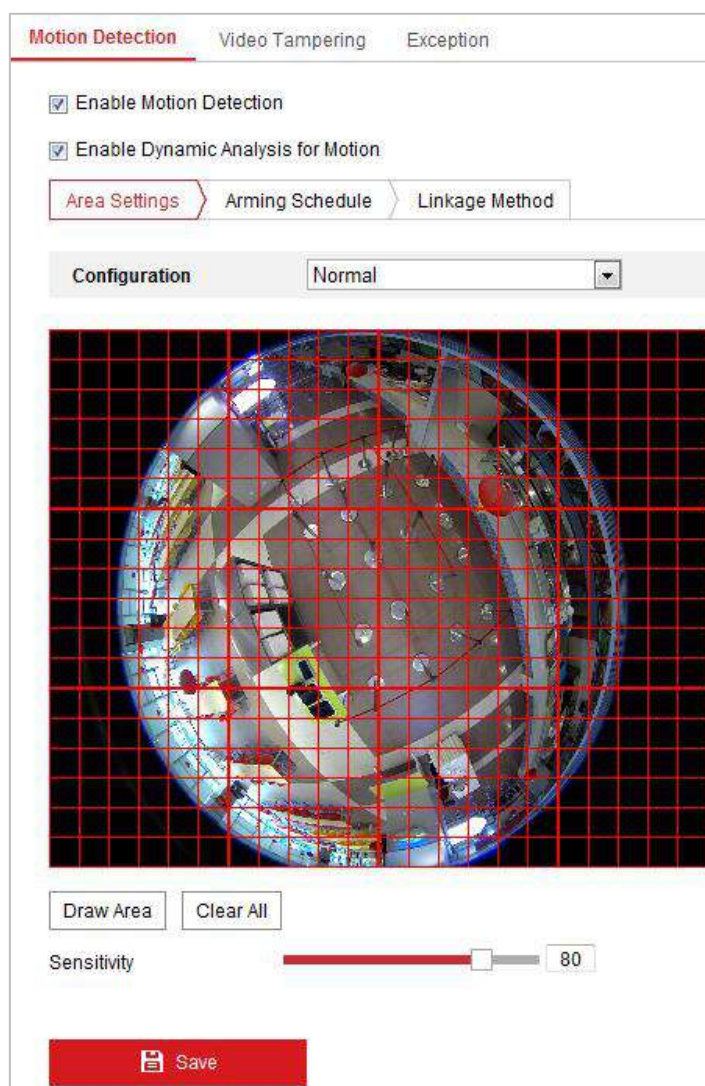 Motion Detection Video Tampering Exception
Enable Motion Detection
Enable Dynamic Analysis for Motion
Area Settings Arming Schedule Linkage Method
Configuration Normal
Draw Area Clear All
Sensitivity 80
Save